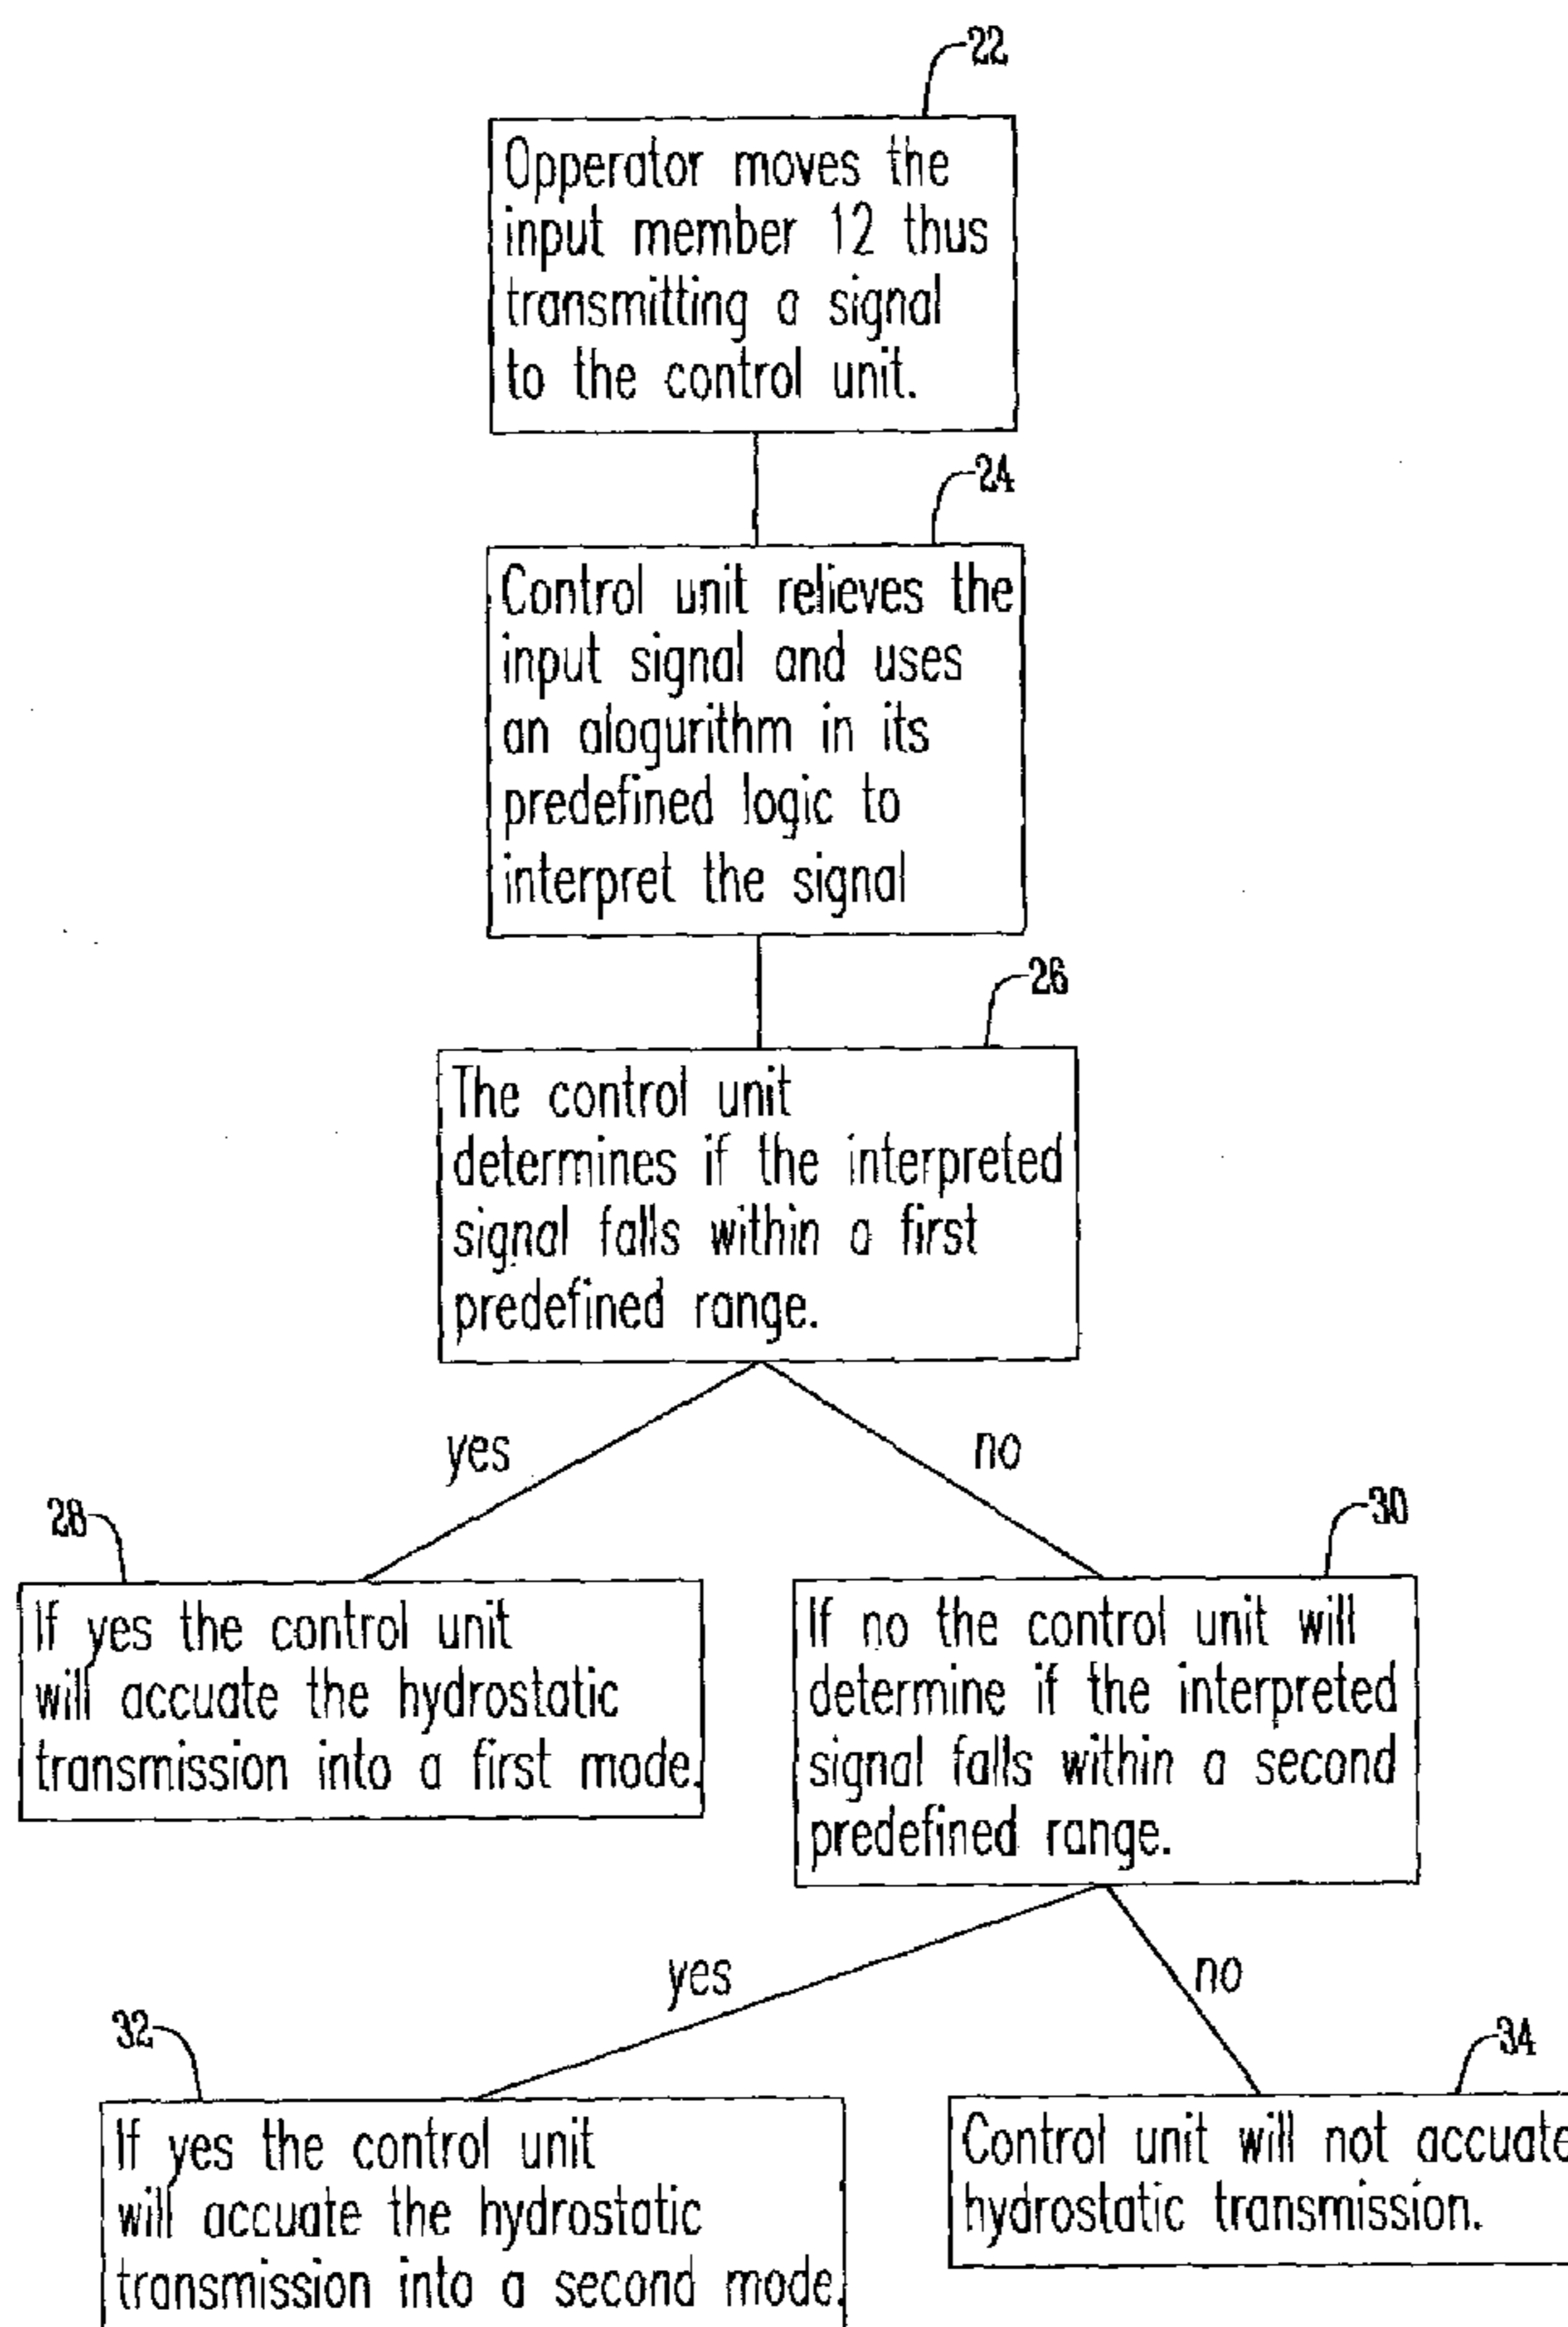 22
Opperator moves the
input member 12 thus
transmitting a signal
to the control unit.
24
Control unit relieves the
input signal and uses
an alogurithm in its
predefined logic to
interpret the signal
26
The control unit
determines if the interpreted
signal falls within a first
predefined range.
yes
no
28
If yes the control unit
will accuate the hydrostatic
transmission into a first mode.
30
If no the control unit will
determine if the interpreted
signal falls within a second
predefined range.
yes
no
32
If yes the control unit
will accuate the hydrostatic
transmission into a second mode.
34
Control unit will not accuate
hydrostatic transmission.